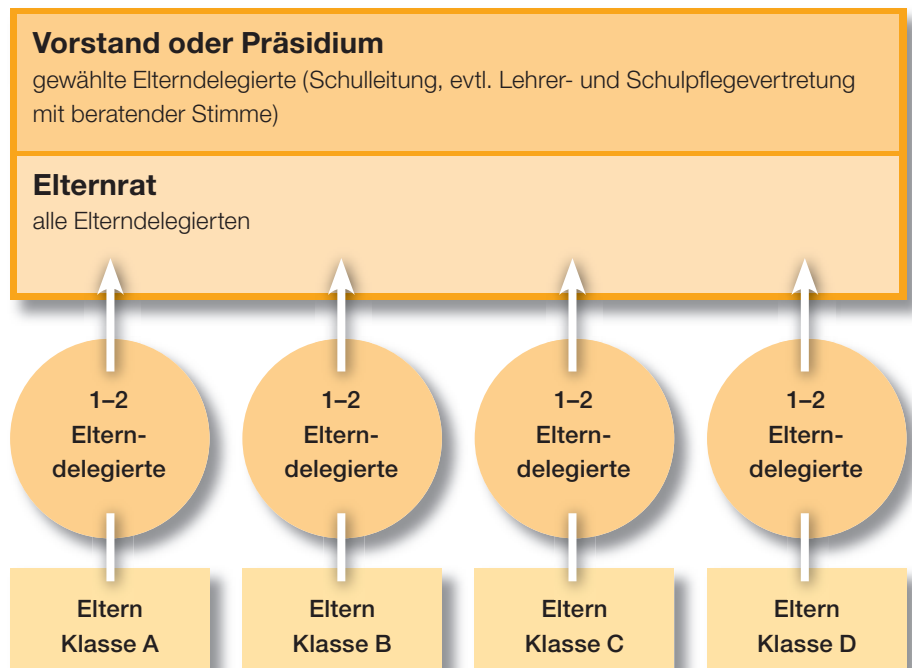 Vorstand oder Präsidium
gewählte Elterndelegierte (Schulleitung, evtl. Lehrer- und Schulpflegevertretung
mit beratender Stimme)
Elternrat
alle Elterndelegierten
1–2
Eltern-
delegierte
1–2
Eltern-
delegierte
1–2
Eltern-
delegierte
1–2
Eltern-
delegierte
Eltern
Klasse A
Eltern
Klasse B
Eltern
Klasse C
Eltern
Klasse D